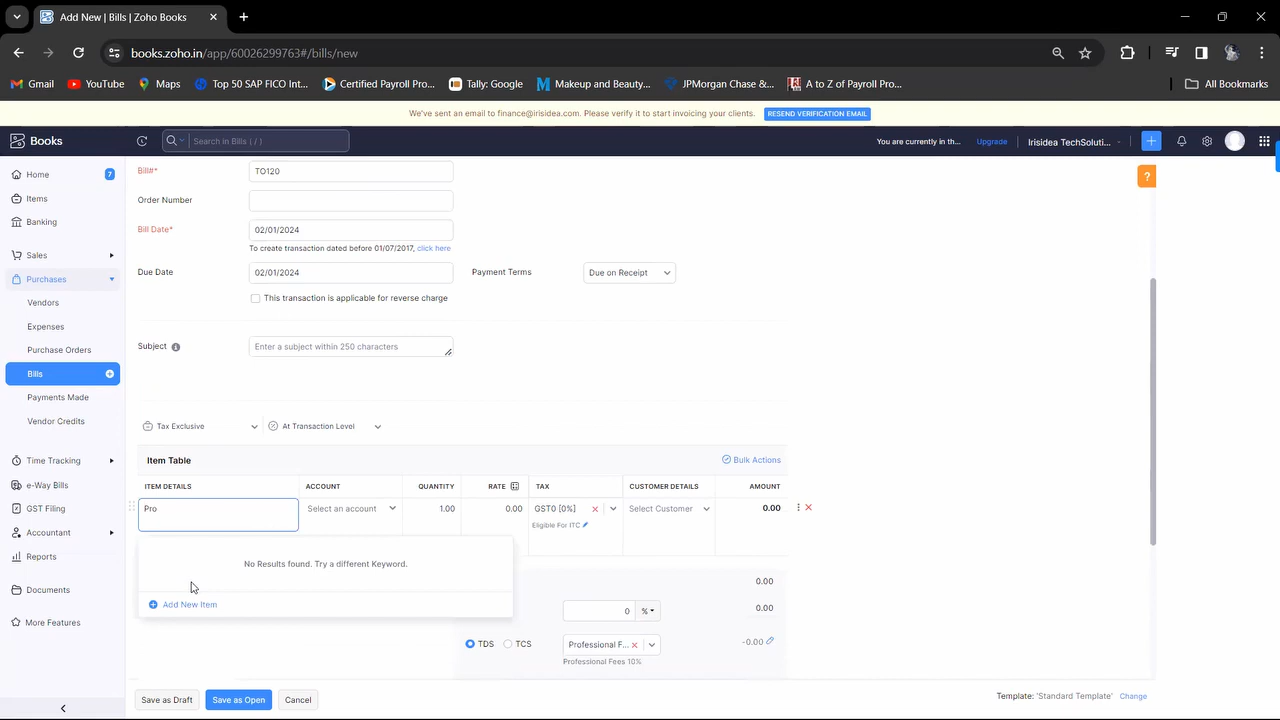 Add New | Bills | Zoho Books
books.zoho.in/app/60026299763#/bills/new
Gmail YouTube Maps Top 50 SAP FICO Int... Certified Payroll Pro... Tally: Google Makeup and Beauty... JPMorgan Chase &... A to Z of Payroll Pro... All Bookmarks
We've sent an email to finance@irisidea.com. Please verify it to start invoicing your clients. RESEND VERIFICATION EMAIL
Books Search in Bills ( / ) You are currently in th... Upgrade Irisidea TechSoluti...
Home 7
Items
Banking
Sales
Purchases
Vendors
Expenses
Purchase Orders
Bills
Payments Made
Vendor Credits
Time Tracking
e-Way Bills
GST Filing
Accountant
Reports
Documents
More Features
Bill#* TO120
Order Number
Bill Date* 02/01/2024
To create transaction dated before 01/07/2017, click here
Due Date 02/01/2024 Payment Terms Due on Receipt
This transaction is applicable for reverse charge
Subject Enter a subject within 250 characters
Tax Exclusive At Transaction Level
Item Table Bulk Actions
ITEM DETAILS ACCOUNT QUANTITY RATE TAX CUSTOMER DETAILS AMOUNT
Pro Select an account 1.00 0.00 GST0 [0%] Select Customer 0.00
Eligible For ITC
No Results found. Try a different Keyword.
Add New Item
0.00
0 % 0.00
TDS TCS Professional F... -0.00
Professional Fees 10%
Save as Draft Save as Open Cancel Template: 'Standard Template' Change
?